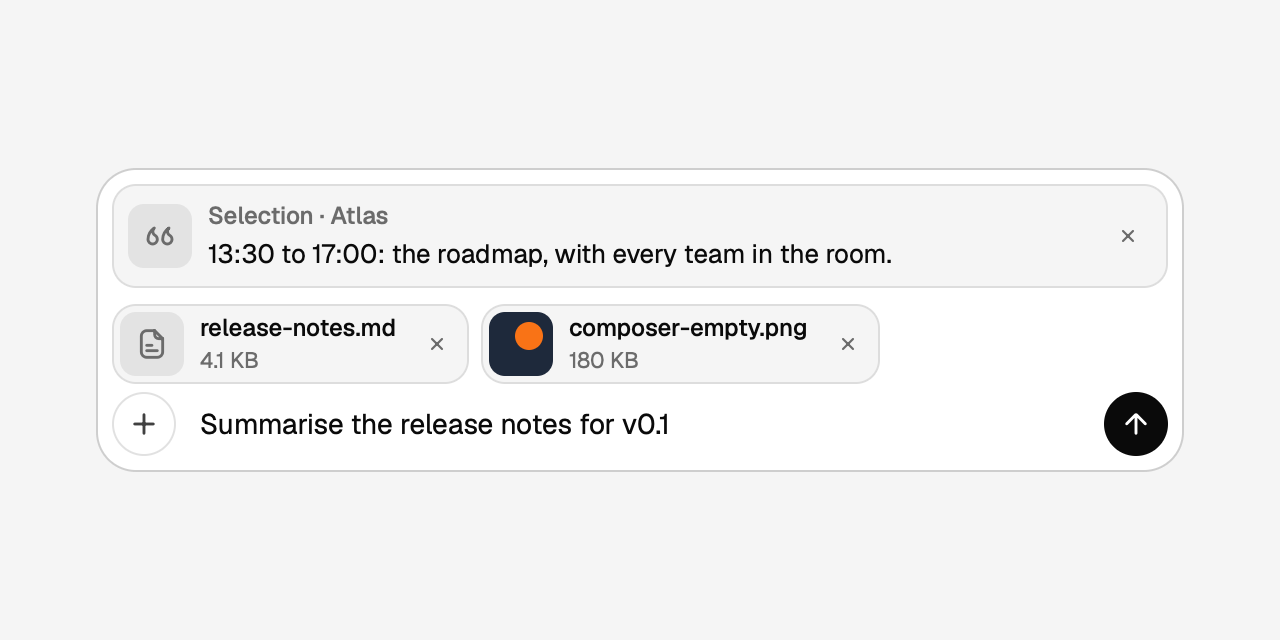 Selection · Atlas
13:30 to 17:00: the roadmap, with every team in the room.
release-notes.md
4.1 KB
composer-empty.png
180 KB
Summarise the release notes for v0.1